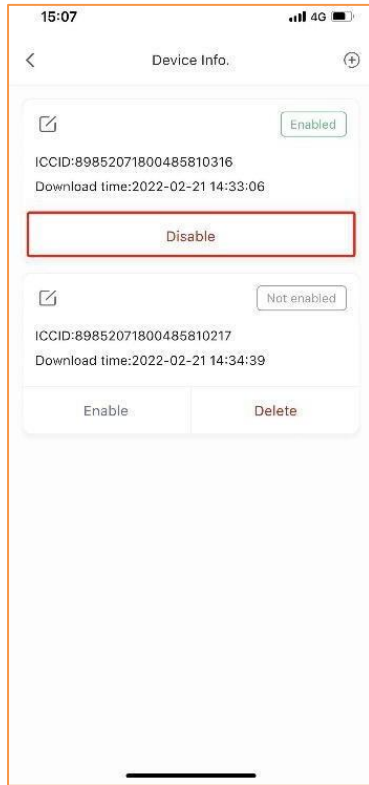 15:07 4G
Device Info.
Enabled
ICCID:89852071800485810316
Download time:2022-02-21 14:33:06
Disable
Not enabled
ICCID:89852071800485810217
Download time:2022-02-21 14:34:39
Enable Delete